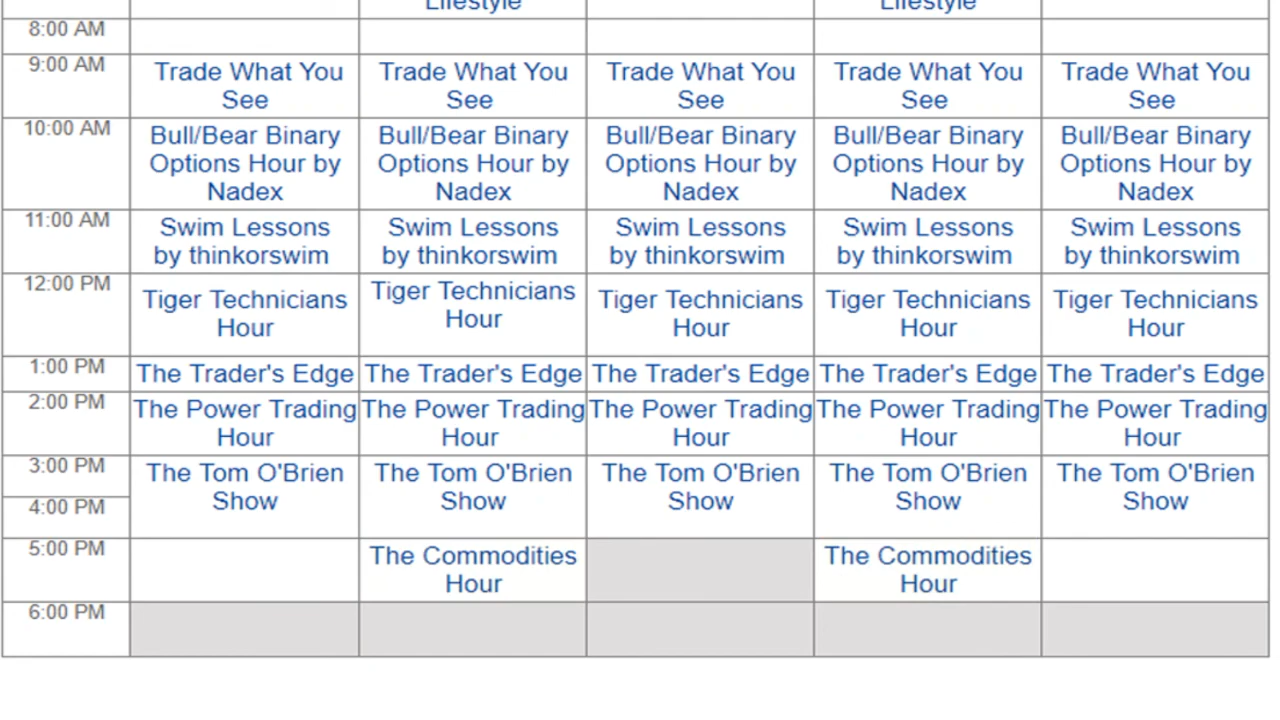 Lifestyle Lifestyle
8:00 AM
9:00 AM Trade What You Trade What You Trade What You Trade What You Trade What You
See See See See See
10:00 AM Bull/Bear Binary Bull/Bear Binary Bull/Bear Binary Bull/Bear Binary Bull/Bear Binary
Options Hour by Options Hour by Options Hour by Options Hour by Options Hour by
Nadex Nadex Nadex Nadex Nadex
11:00 AM Swim Lessons Swim Lessons Swim Lessons Swim Lessons Swim Lessons
by thinkorswim by thinkorswim by thinkorswim by thinkorswim by thinkorswim
12:00 PM Tiger Technicians Tiger Technicians Tiger Technicians Tiger Technicians Tiger Technicians
Hour Hour Hour Hour Hour
1:00 PM The Trader's Edge The Trader's Edge The Trader's Edge The Trader's Edge The Trader's Edge
2:00 PM The Power Trading The Power Trading The Power Trading The Power Trading The Power Trading
Hour Hour Hour Hour Hour
3:00 PM The Tom O'Brien The Tom O'Brien The Tom O'Brien The Tom O'Brien The Tom O'Brien
4:00 PM Show Show Show Show Show
5:00 PM The Commodities The Commodities
Hour Hour
6:00 PM